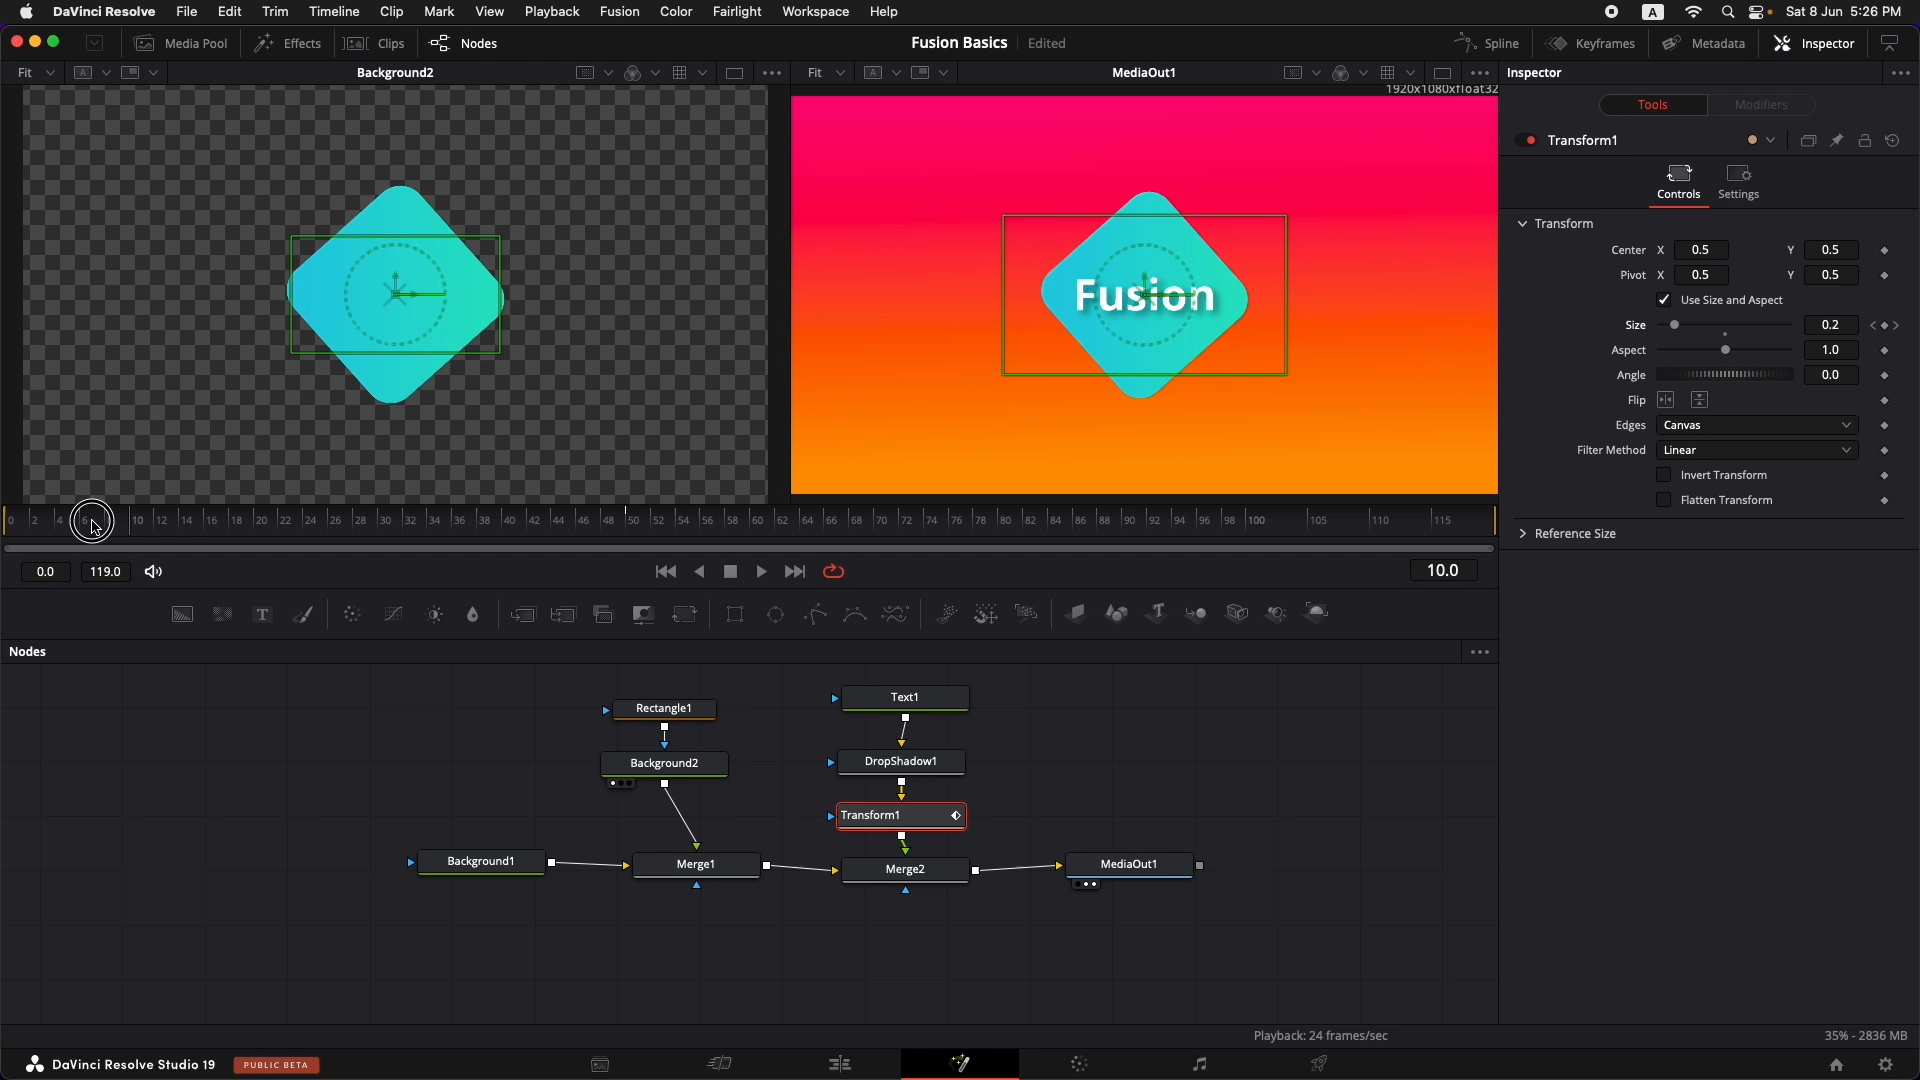 DaVinci Resolve File Edit Trim Timeline Clip Mark View Playback Fusion Color Fairlight Workspace Help A Sat 8 Jun 5:26 PM
Media Pool Effects Clips Nodes Fusion Basics Edited Spline Keyframes Metadata Inspector
Fit A Background2 Fit A MediaOut1 Inspector
1920x1080xfloat32
Tools Modifiers
Transform1
Controls Settings
Transform
Center X 0.5 Y 0.5
Pivot X 0.5 Y 0.5
Use Size and Aspect
Size 0.2
Aspect 1.0
Angle 0.0
Flip
Edges Canvas
Filter Method Linear
Invert Transform
Flatten Transform
Reference Size
Fusion
0 2 4 6 10 12 14 16 18 20 22 24 26 28 30 32 34 36 38 40 42 44 46 48 50 52 54 56 58 60 62 64 66 68 70 72 74 76 78 80 82 84 86 88 90 92 94 96 98 100 105 110 115
0.0 119.0 10.0
T T
Nodes
Text1
Rectangle1
DropShadow1
Background2
Transform1
Background1 Merge1 Merge2 MediaOut1
Playback: 24 frames/sec 35% - 2836 MB
DaVinci Resolve Studio 19 PUBLIC BETA